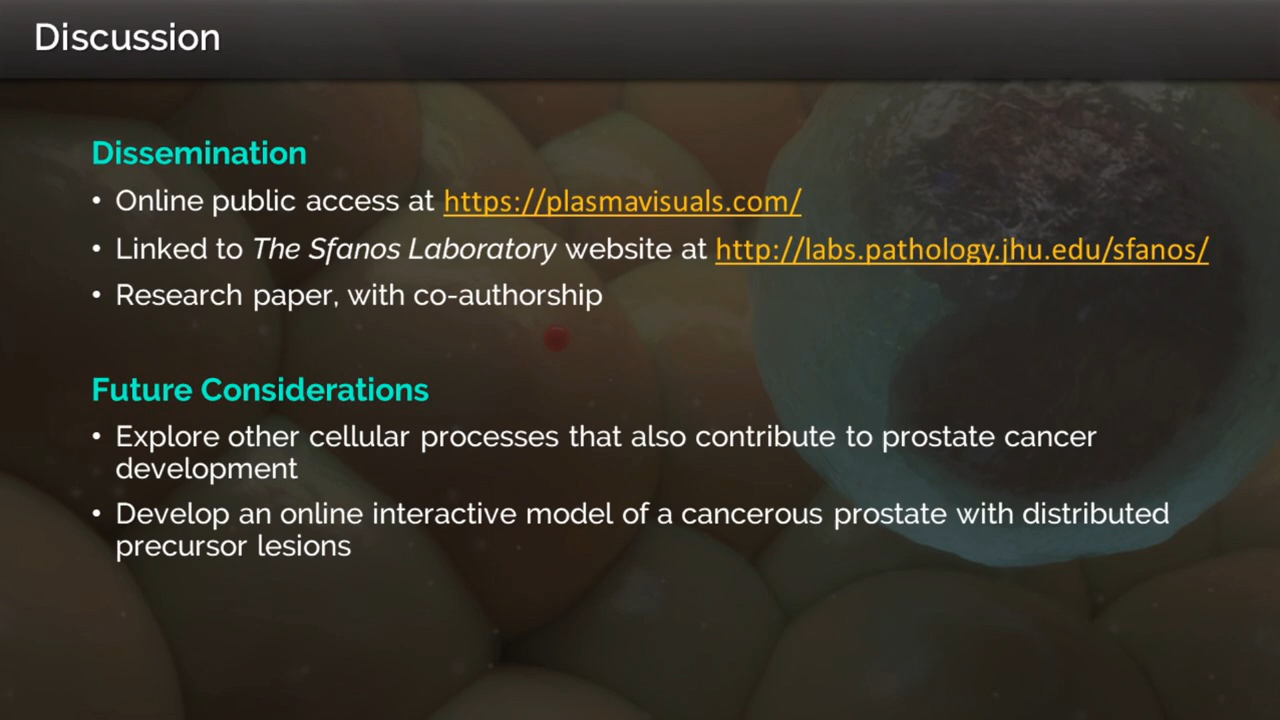 Discussion
Dissemination
• Online public access at https://plasmavisuals.com/
• Linked to The Sfanos Laboratory website at http://labs.pathology.jhu.edu/sfanos/
• Research paper, with co-authorship
Future Considerations
• Explore other cellular processes that also contribute to prostate cancer
development
• Develop an online interactive model of a cancerous prostate with distributed
precursor lesions